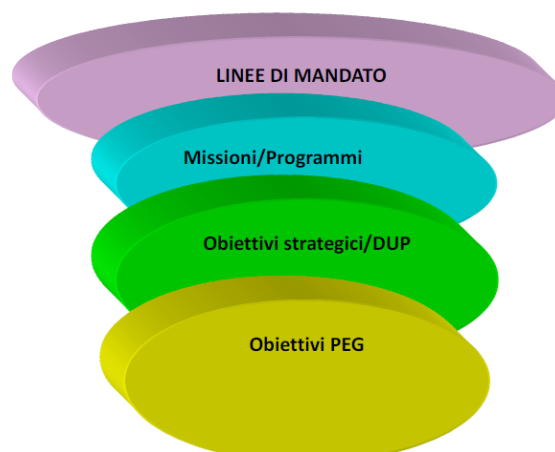 LINEE DI MANDATO
Missioni/Programmi
Obiettivi strategici/DUP
Obiettivi PEG